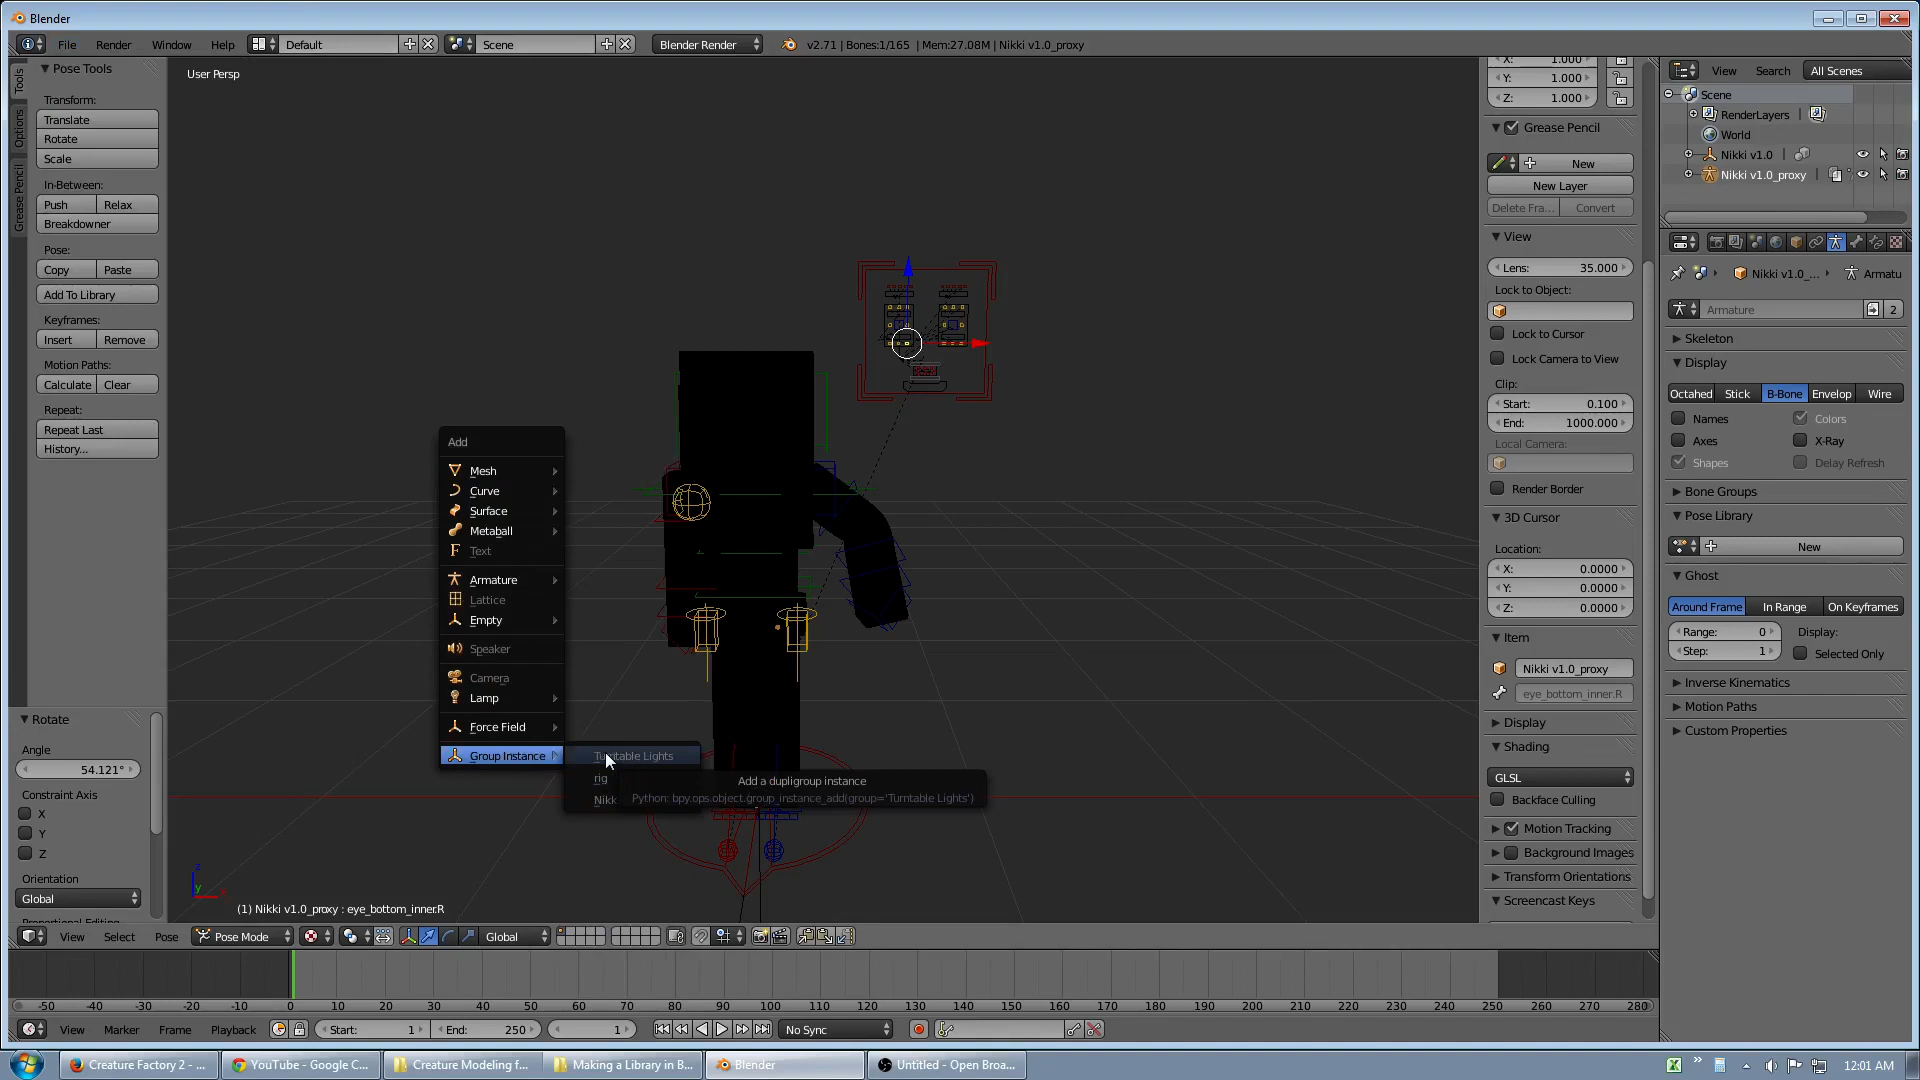 Blender
File Render Window Help Default Scene Blender Render v2.71 | Bones:1/165 | Mem:27.08M | Nikki v1.0_proxy
Tools
Options
Grease Pencil
Pose Tools
Transform:
Translate
Rotate
Scale
In-Between:
Push Relax
Breakdowner
Pose:
Copy Paste
Add To Library
Keyframes:
Insert Remove
Motion Paths:
Calculate Clear
Repeat:
Repeat Last
History...
Rotate
Angle
54.121°
Constraint Axis
X
Y
Z
Orientation
Global
User Persp
Add
Mesh
Curve
Surface
Metaball
Text
Armature
Lattice
Empty
Speaker
Camera
Lamp
Force Field
Group Instance
rig
Nikk
Add a dupligroup instance
Python: bpy.ops.object.group_instance_add(group='Turntable Lights')
z
y x
(1) Nikki v1.0_proxy : eye_bottom_inner.R
View Select Pose Pose Mode Global
X: 1.000
Y: 1.000
Z: 1.000
Grease Pencil
New
New Layer
Delete Fra... Convert
View
Lens: 35.000
Lock to Object:
Lock to Cursor
Lock Camera to View
Clip:
Start: 0.100
End: 1000.000
Local Camera:
Render Border
3D Cursor
Location:
X: 0.0000
Y: 0.0000
Z: 0.0000
Item
Nikki v1.0_proxy
eye_bottom_inner.R
Display
Shading
GLSL
Backface Culling
Motion Tracking
Background Images
Transform Orientations
Screencast Keys
View Search All Scenes
Scene
RenderLayers
World
Nikki v1.0
Nikki v1.0_proxy
Nikki v1.0_... Armatu
Armature 2
Skeleton
Display
Octahed Stick B-Bone Envelop Wire
Names Colors
Axes X-Ray
Shapes Delay Refresh
Bone Groups
Pose Library
New
Ghost
Around Frame In Range On Keyframes
Range: 0 Display:
Step: 1 Selected Only
Inverse Kinematics
Motion Paths
Custom Properties
-50 -40 -30 -20 -10 0 10 20 30 40 50 60 70 80 90 100 110 120 130 140 150 160 170 180 190 200 210 220 230 240 250 260 270 280
View Marker Frame Playback Start: 1 End: 250 1 No Sync
Creature Factory 2 - ... YouTube - Google C... Creature Modeling f... Making a Library in B... Blender Untitled - Open Broa... 12:01 AM